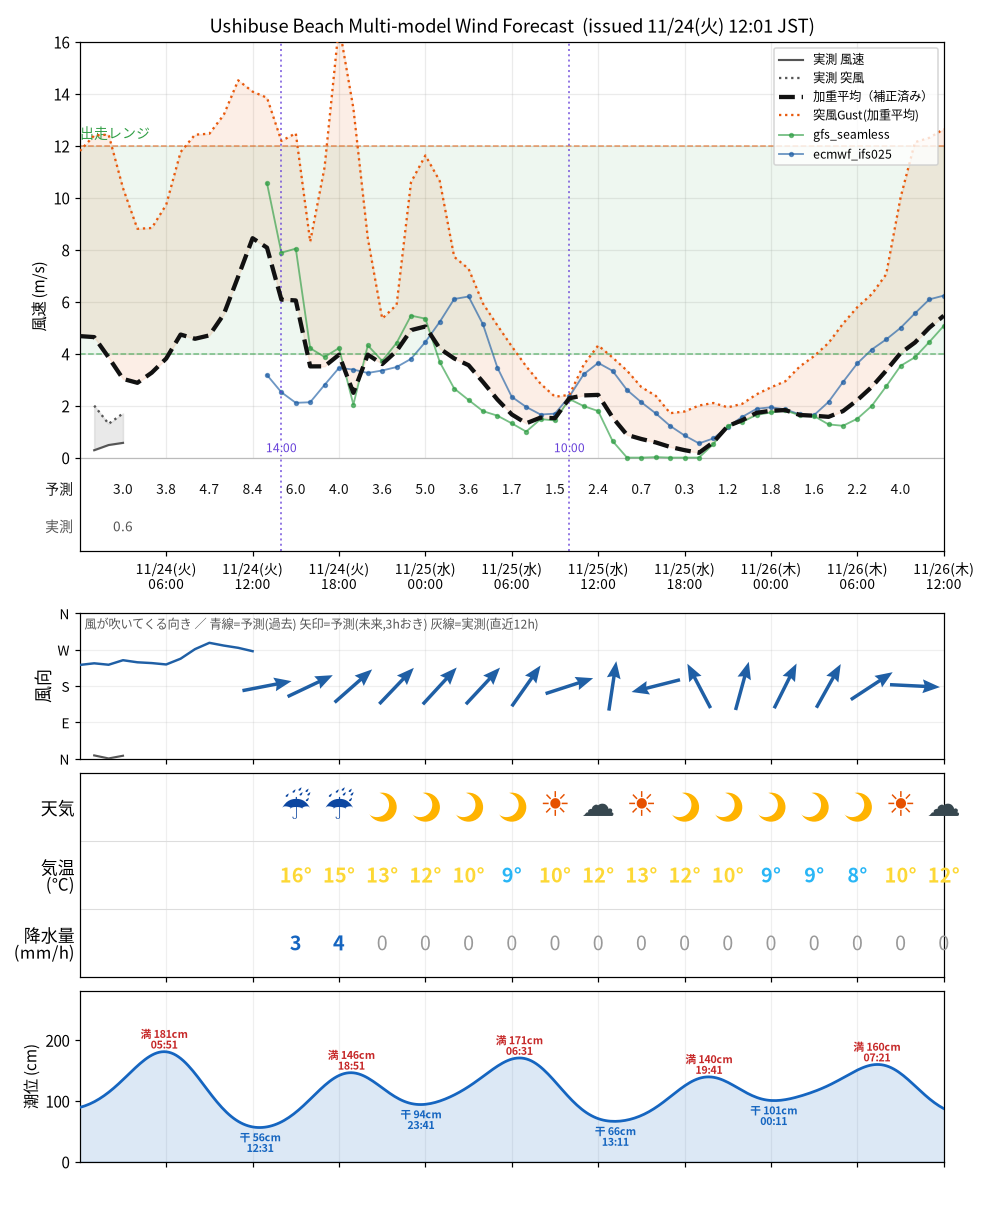 Ushibuse Beach Multi-model Wind Forecast (issued 11/24(火) 12:01 JST)
風速 (m/s)
16
14
12
10
8
6
4
2
0
出走レンジ
実測 風速
実測 突風
加重平均（補正済み）
突風Gust(加重平均)
gfs_seamless
ecmwf_ifs025
14:00
10:00
予測 3.0 3.8 4.7 8.4 6.0 4.0 3.6 5.0 3.6 1.7 1.5 2.4 0.7 0.3 1.2 1.8 1.6 2.2 4.0
実測 0.6
11/24(火) 11/24(火) 11/24(火) 11/25(水) 11/25(水) 11/25(水) 11/25(水) 11/26(木) 11/26(木) 11/26(木)
06:00 12:00 18:00 00:00 06:00 12:00 18:00 00:00 06:00 12:00
風向
N
W
S
E
N
風が吹いてくる向き ／ 青線=予測(過去) 矢印=予測(未来,3hおき) 灰線=実測(直近12h)
天気
気温
(°C)
16° 15° 13° 12° 10° 9° 10° 12° 13° 12° 10° 9° 9° 8° 10° 12°
降水量
(mm/h)
3 4 0 0 0 0 0 0 0 0 0 0 0 0 0 0
潮位 (cm)
200
100
0
満 181cm
05:51
干 56cm
12:31
満 146cm
18:51
干 94cm
23:41
満 171cm
06:31
干 66cm
13:11
満 140cm
19:41
干 101cm
00:11
満 160cm
07:21